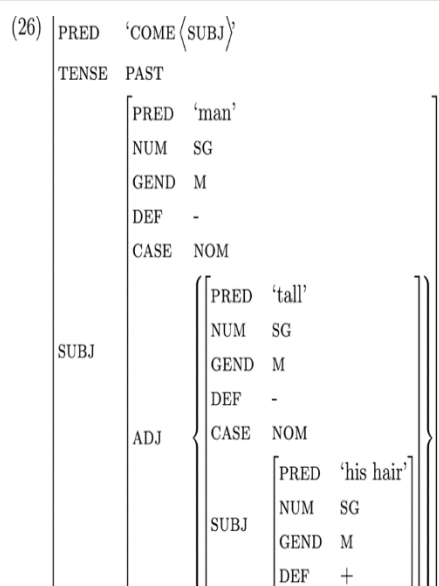 (26) PRED ‘COME⟨SUBJ⟩’
TENSE PAST
PRED ‘man’
NUM SG
GEND M
DEF -
CASE NOM
PRED ‘tall’
NUM SG
SUBJ
GEND M
DEF -
ADJ CASE NOM
PRED ‘his hair’
NUM SG
SUBJ
GEND M
DEF +